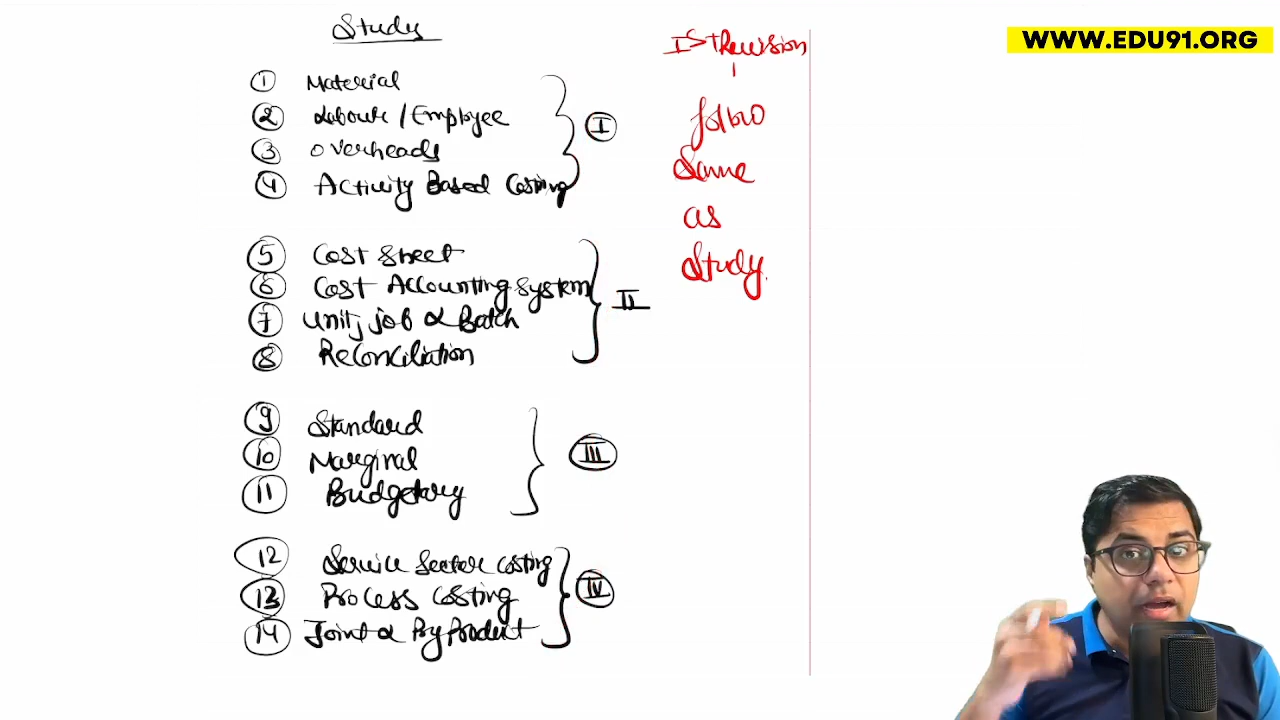 Study
① Material
② Labour / Employee
③ Overheads
④ Activity Based Costing
I
⑤ Cost Sheet
⑥ Cost Accounting System
⑦ Unit, Job & Batch
⑧ Reconciliation
II
⑨ Standard
⑩ Marginal
⑪ Budgetary
III
⑫ Service Sector Costing
⑬ Process Costing
⑭ Joint & By Product
IV
Ist Revision
follow
Same
as
Study.
WWW.EDU91.ORG